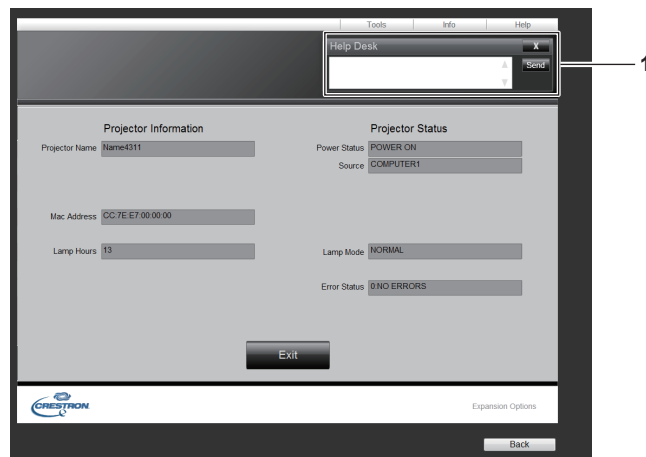 Tools Info Help
Help Desk X
Send
1
Projector Information Projector Status
Projector Name Name4311 Power Status POWER ON
Source COMPUTER1
Mac Address CC:7E:E7:00:00:00
Lamp Hours 13 Lamp Mode NORMAL
Error Status 0:NO ERRORS
Exit
CRESTRON Expansion Options
Back